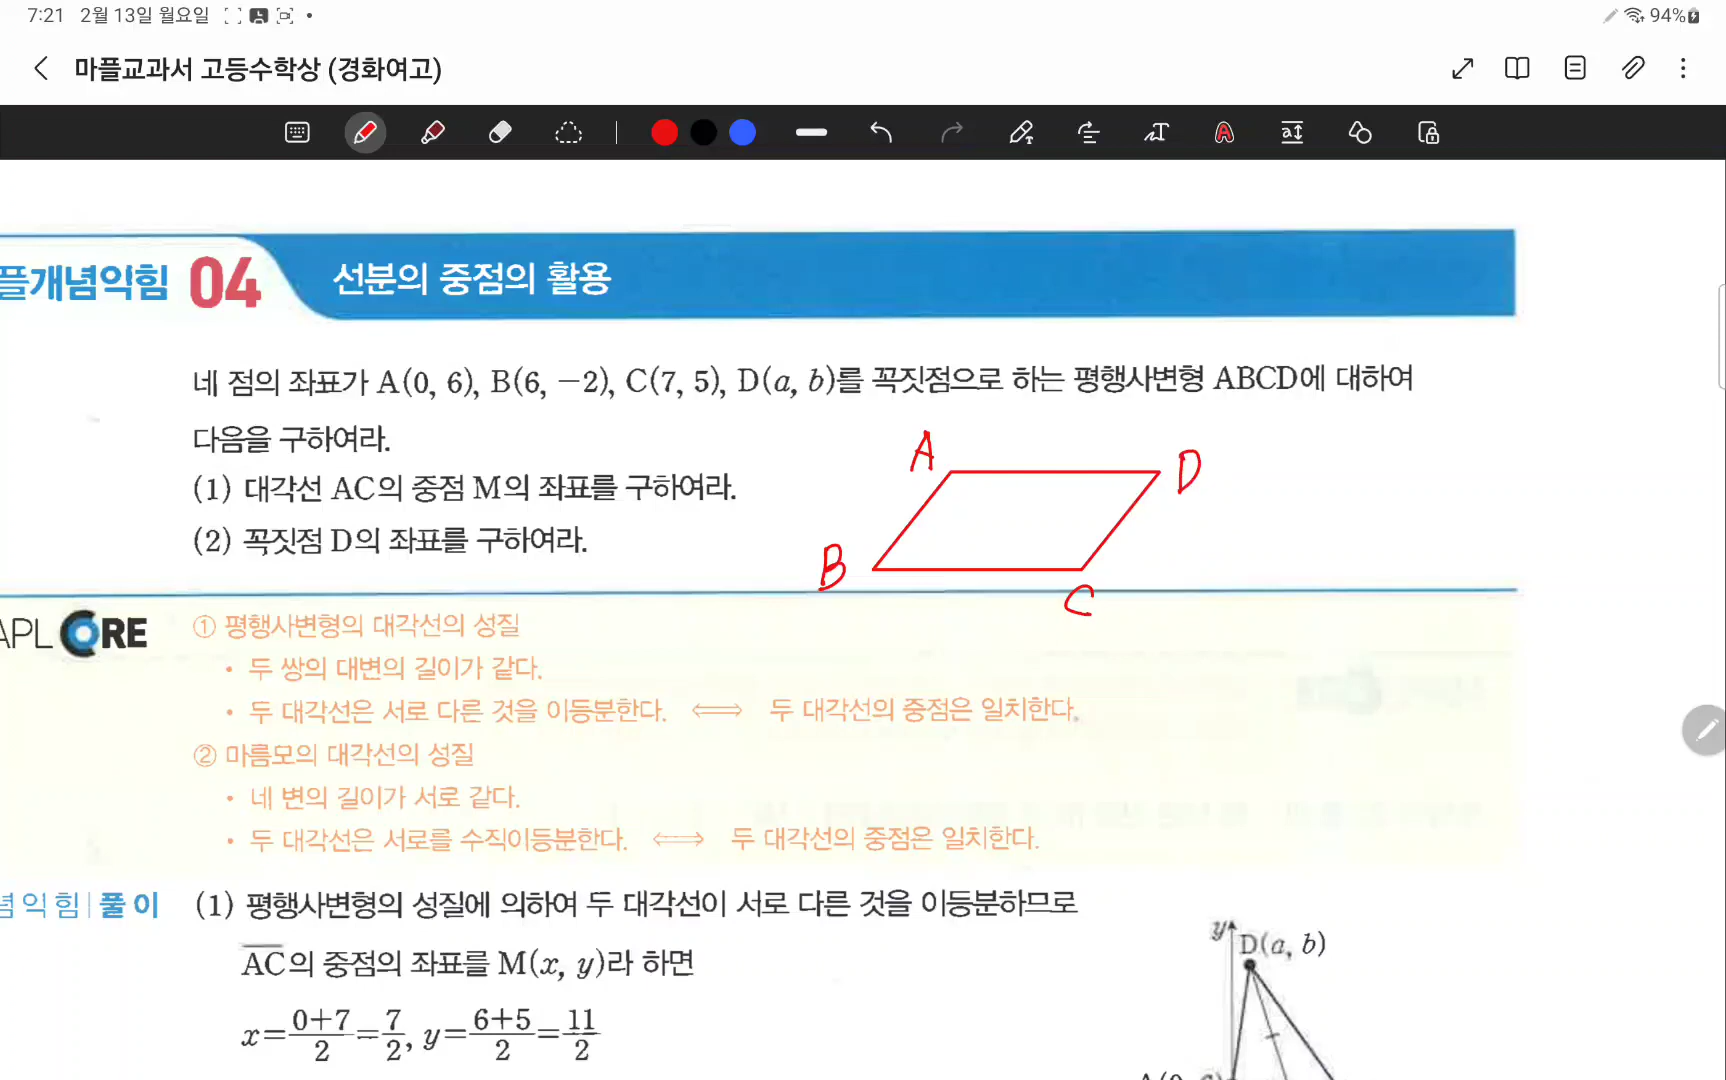 7:21 2월 13일 월요일 94%
마플교과서 고등수학상 (경화여고)
플개념익힘 04 선분의 중점의 활용
네 점의 좌표가 A(0, 6), B(6, −2), C(7, 5), D(a, b)를 꼭짓점으로 하는 평행사변형 ABCD에 대하여
다음을 구하여라.
(1) 대각선 AC의 중점 M의 좌표를 구하여라.
(2) 꼭짓점 D의 좌표를 구하여라.
A
D
B
C
APL CORE ① 평행사변형의 대각선의 성질
• 두 쌍의 대변의 길이가 같다.
• 두 대각선은 서로 다른 것을 이등분한다. ⟺ 두 대각선의 중점은 일치한다.
② 마름모의 대각선의 성질
• 네 변의 길이가 서로 같다.
• 두 대각선은 서로를 수직이등분한다. ⟺ 두 대각선의 중점은 일치한다.
념익힘 | 풀이 (1) 평행사변형의 성질에 의하여 두 대각선이 서로 다른 것을 이등분하므로
AC의 중점의 좌표를 M(x, y)라 하면
x=(0+7)/2=7/2, y=(6+5)/2=11/2
y
D(a, b)